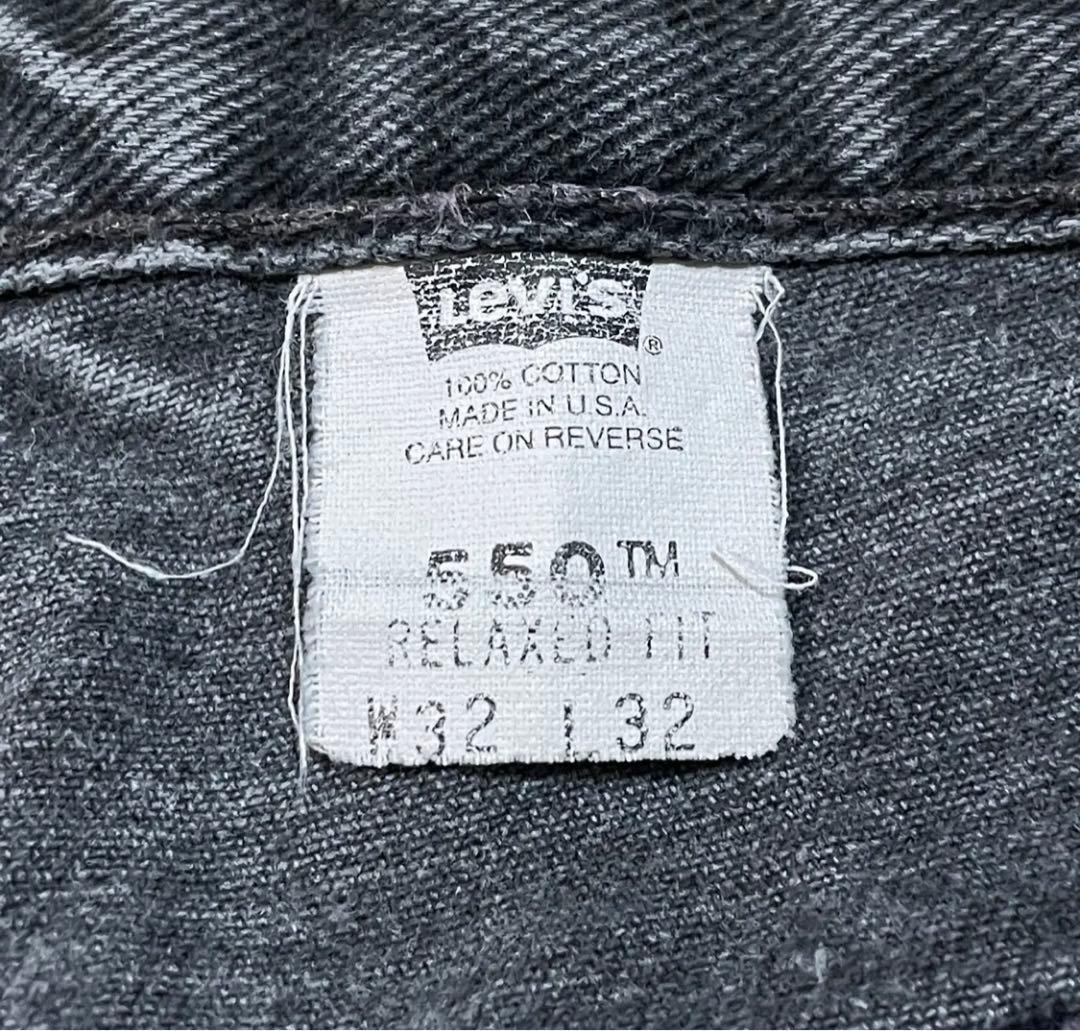 Levi's
®
100% COTTON
MADE IN U.S.A.
CARE ON REVERSE
550™
RELAXED FIT
W32 L32